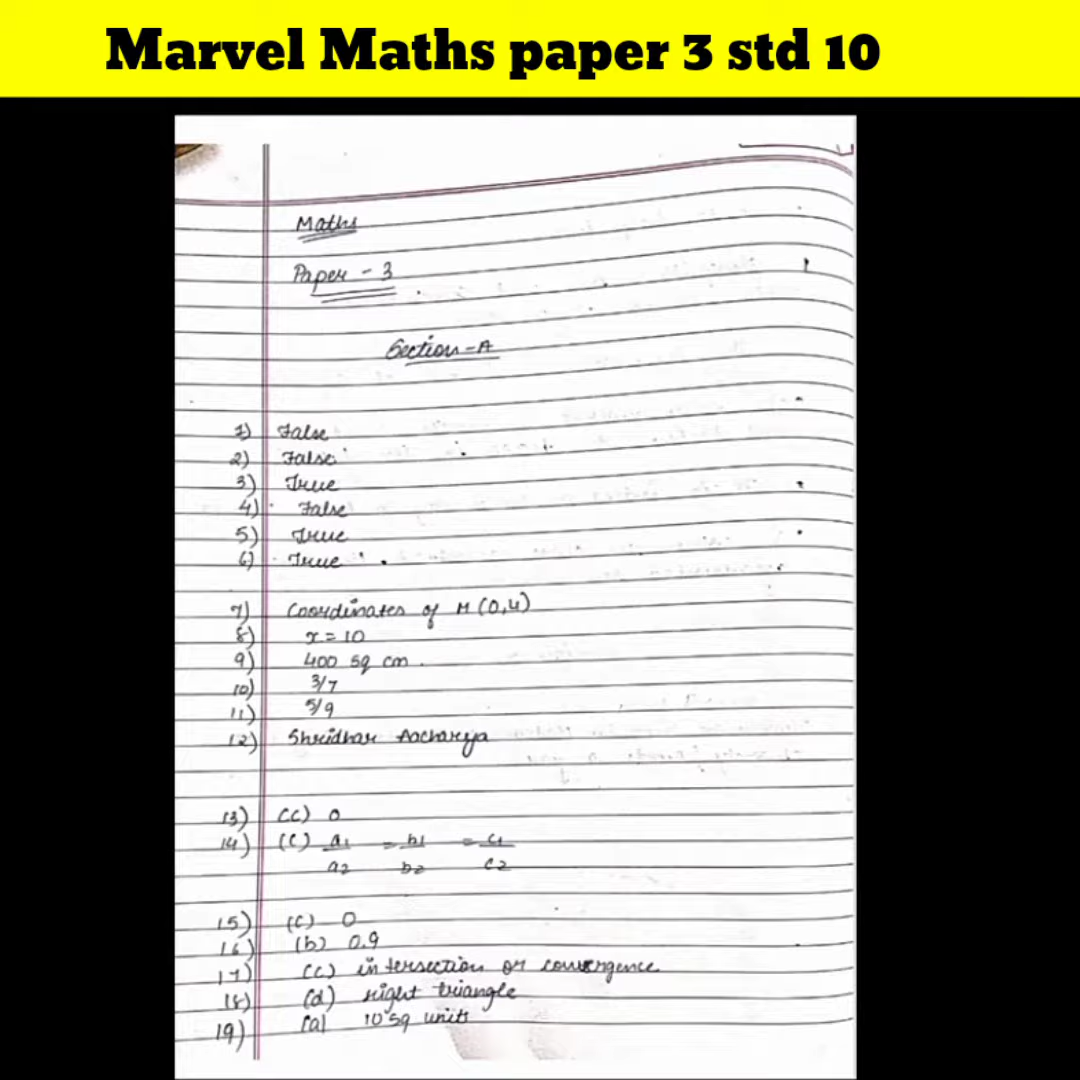 Marvel Maths paper 3 std 10
Maths
Paper - 3
Section - A
1) False
2) False
3) True
4) False
5) True
6) True
7) Coordinates of M (0,4)
8) x = 10
9) 400 sq cm.
10) 3/7
11) 5/9
12) Shridhar Aacharya
13) (c) 0
14) (c) a1/a2 = b1/b2 = c1/c2
15) (c) 0
16) (b) 0.9
17) (c) intersection or convergence
18) (d) right triangle
19) (a) 10 sq units